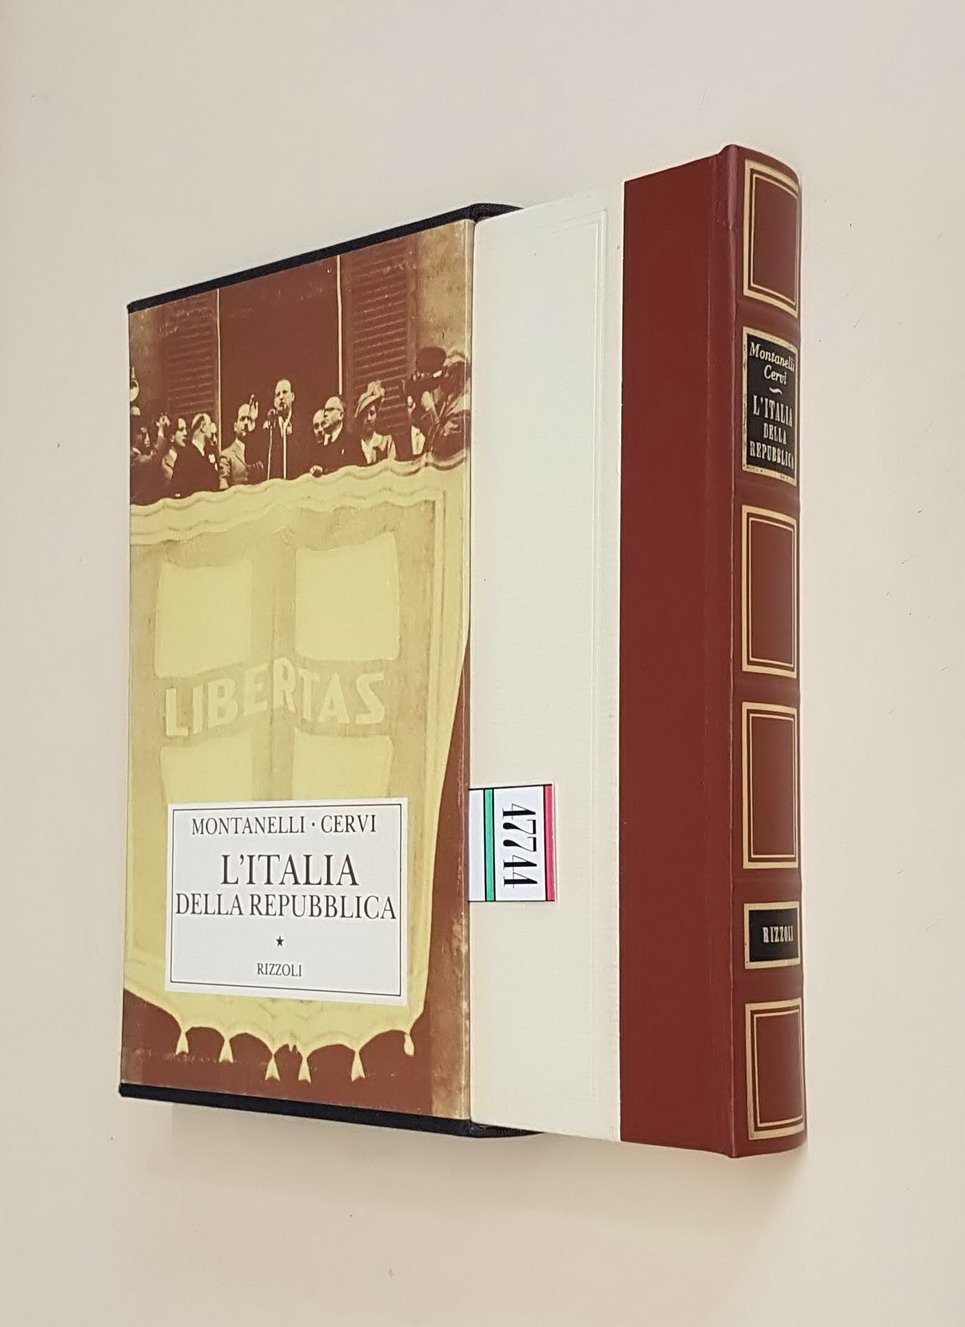 LIBERTAS
MONTANELLI · CERVI
L'ITALIA
DELLA REPUBBLICA
★
RIZZOLI
47744
Montanelli
Cervi
L'ITALIA
DELLA
REPUBBLICA
RIZZOLI